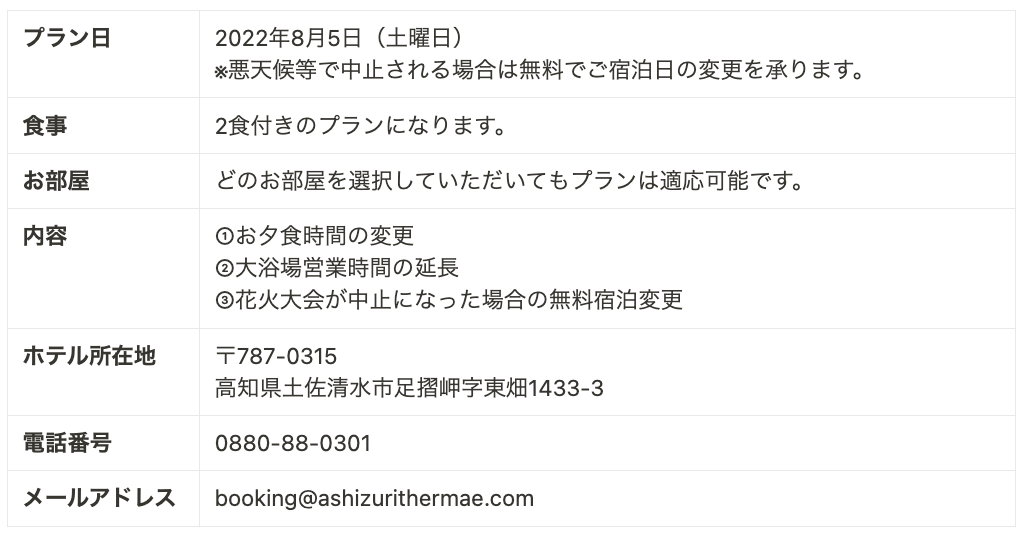 プラン日
2022年8月5日（土曜日）
※悪天候等で中止される場合は無料でご宿泊日の変更を承ります。
食事
2食付きのプランになります。
お部屋
どのお部屋を選択していただいてもプランは適応可能です。
内容
①お夕食時間の変更
②大浴場営業時間の延長
③花火大会が中止になった場合の無料宿泊変更
ホテル所在地
〒787-0315
高知県土佐清水市足摺岬字東畑1433-3
電話番号
0880-88-0301
メールアドレス
booking@ashizurithermae.com